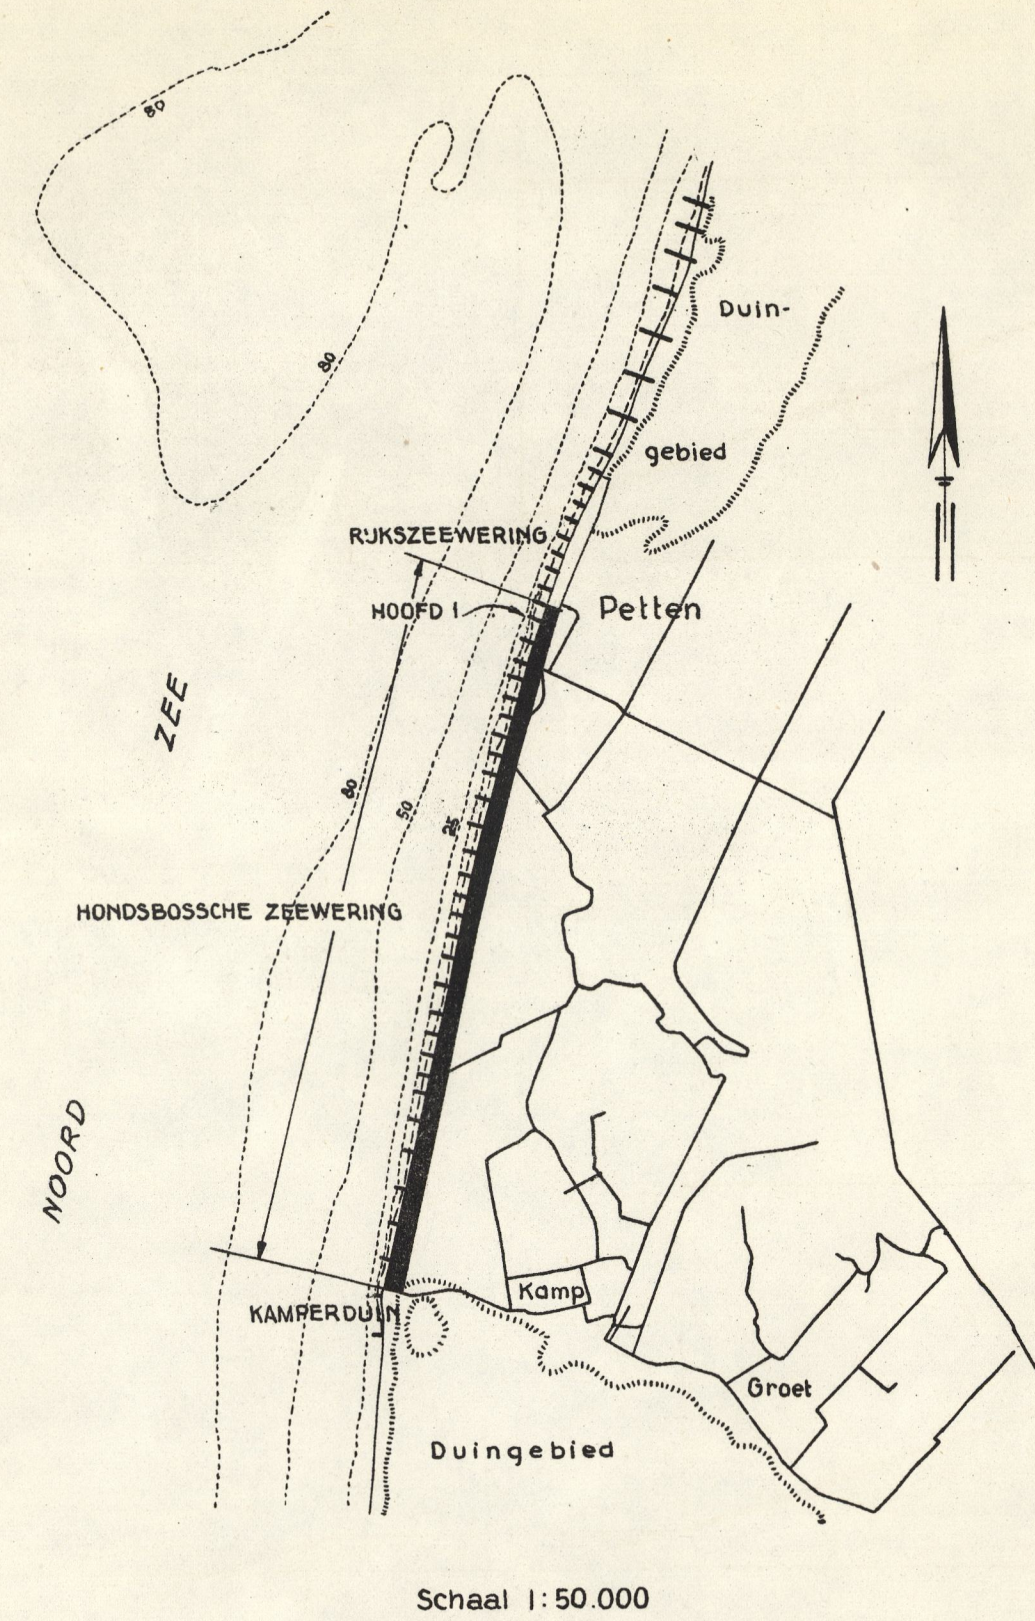 80
Duin-
80
gebied
RIJKSZEEWERING
HOOFD 1
Petten
ZEE
80
50
25
HONDSBOSSCHE ZEEWERING
NOORD
Kamp
KAMPERDUIN
Groet
Duingebied
Schaal 1:50.000